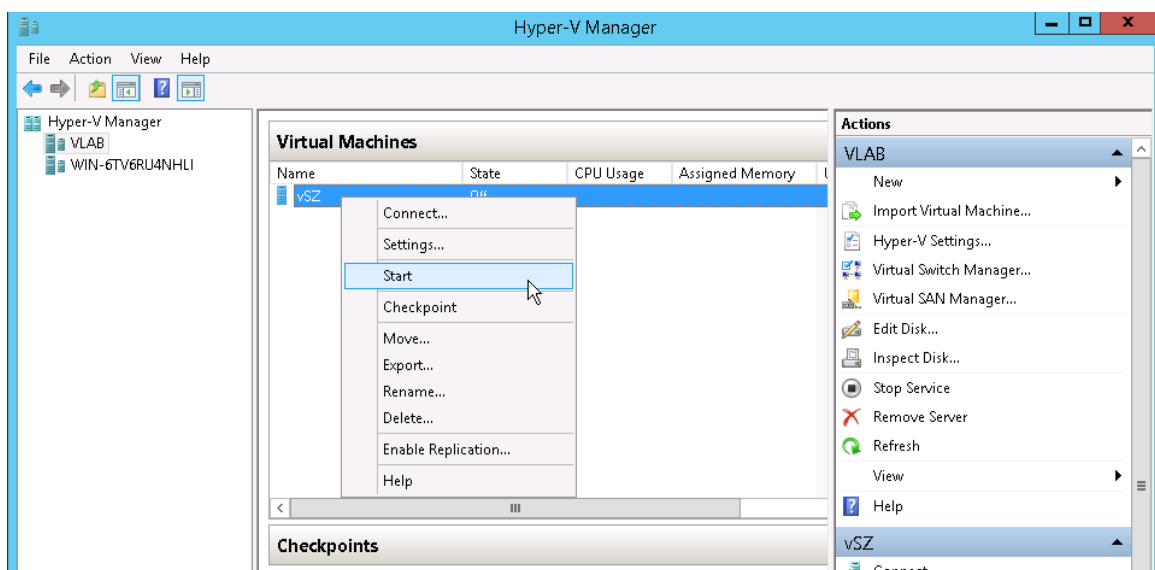 Hyper-V Manager
File Action View Help
Hyper-V Manager
VLAB
WIN-6TV6RU4NHLI
Virtual Machines
Name State CPU Usage Assigned Memory
vSZ Off
Connect...
Settings...
Start
Checkpoint
Move...
Export...
Rename...
Delete...
Enable Replication...
Help
Checkpoints
Actions
VLAB
New
Import Virtual Machine...
Hyper-V Settings...
Virtual Switch Manager...
Virtual SAN Manager...
Edit Disk...
Inspect Disk...
Stop Service
Remove Server
Refresh
View
Help
vSZ
Connect